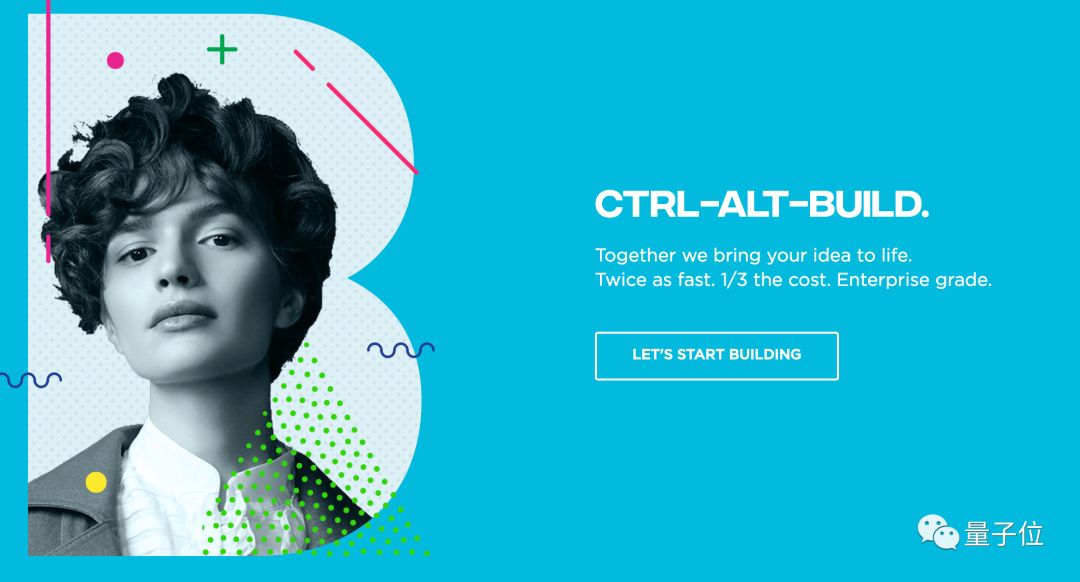 CTRL-ALT-BUILD.
Together we bring your idea to life.
Twice as fast. 1/3 the cost. Enterprise grade.
LET'S START BUILDING
量子位